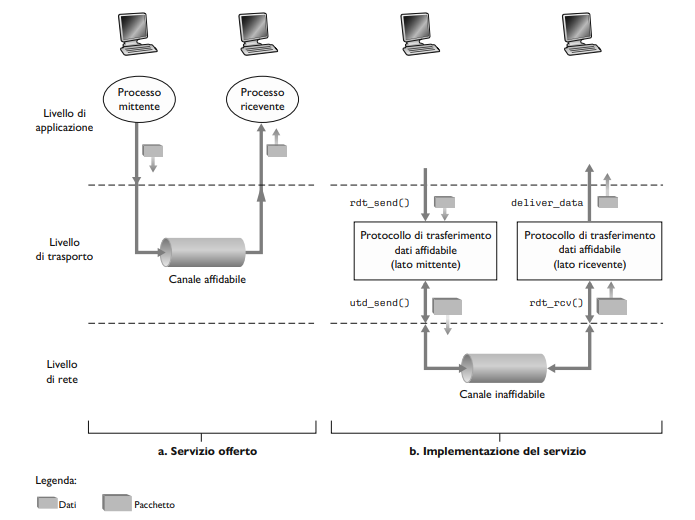 Processo
mittente
Processo
ricevente
Livello di
applicazione
rdt_send()
deliver_data
Livello
di trasporto
Canale affidabile
Protocollo di trasferimento
dati affidabile
(lato mittente)
Protocollo di trasferimento
dati affidabile
(lato ricevente)
utd_send()
rdt_rcv()
Livello
di rete
Canale inaffidabile
a. Servizio offerto
b. Implementazione del servizio
Legenda:
Dati
Pacchetto